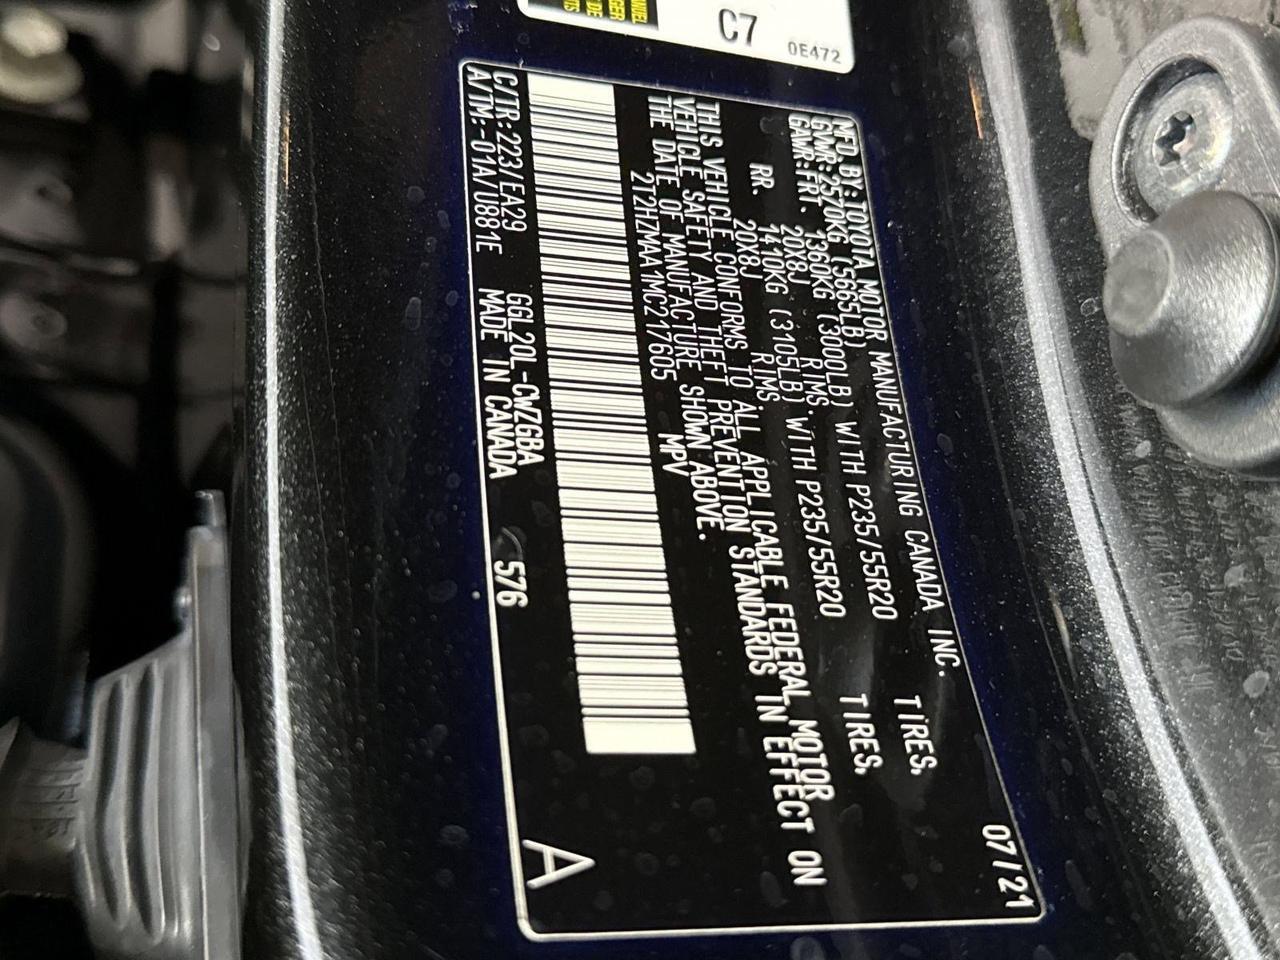 C7
0E472
MFD.BY:TOYOTA MOTOR MANUFACTURING CANADA INC. 07/21
GVWR:2570KG (5665LB)
GAWR:FRT. 1360KG (3000LB) WITH P235/55R20 TIRES,
20X8J RIMS.
RR. 1410KG (3105LB) WITH P235/55R20 TIRES,
20X8J RIMS.
THIS VEHICLE CONFORMS TO ALL APPLICABLE FEDERAL MOTOR
VEHICLE SAFETY AND THEFT PREVENTION STANDARDS IN EFFECT ON
THE DATE OF MANUFACTURE SHOWN ABOVE.
2T2HZMAA1MC217605 MPV
C/TR:223/EA29 GGL20L-CWZGBA 576 A
A/TM:-01A/U881E MADE IN CANADA